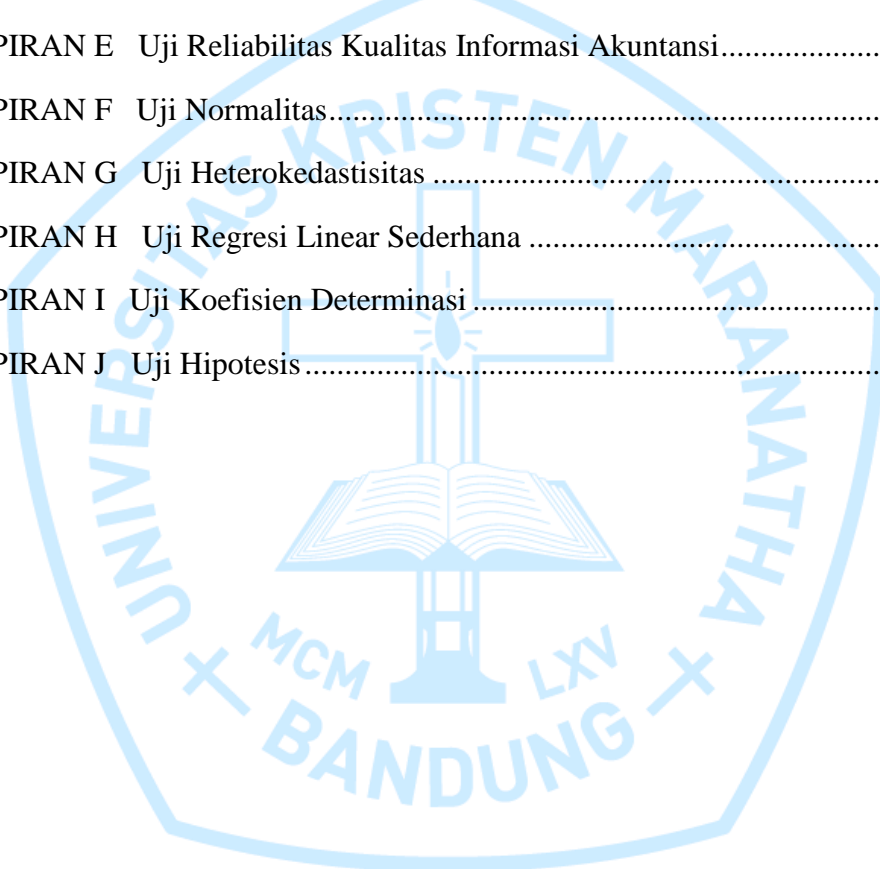 PIRAN E Uji Reliabilitas Kualitas Informasi Akuntansi....................
PIRAN F Uji Normalitas......................................................................
PIRAN G Uji Heterokedastisitas .........................................................
PIRAN H Uji Regresi Linear Sederhana .............................................
PIRAN I Uji Koefisien Determinasi ....................................................
PIRAN J Uji Hipotesis.........................................................................
UNIVERSITAS KRISTEN MARANATHA
MCM LXV
BANDUNG